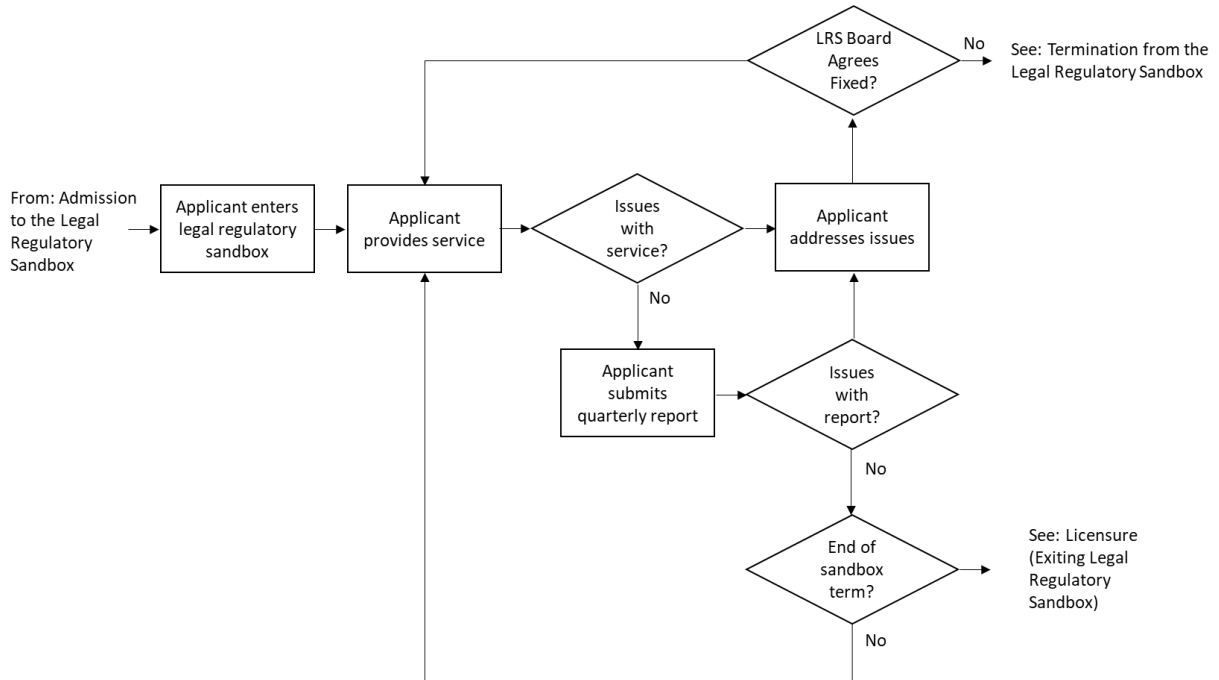 LRS Board
Agrees
Fixed?
No
See: Termination from the
Legal Regulatory Sandbox
From: Admission
to the Legal
Regulatory
Sandbox
Applicant enters
legal regulatory
sandbox
Applicant
provides service
Issues
with
service?
Applicant
addresses issues
No
Applicant
submits
quarterly report
Issues
with
report?
No
End of
sandbox
term?
See: Licensure
(Exiting Legal
Regulatory
Sandbox)
No